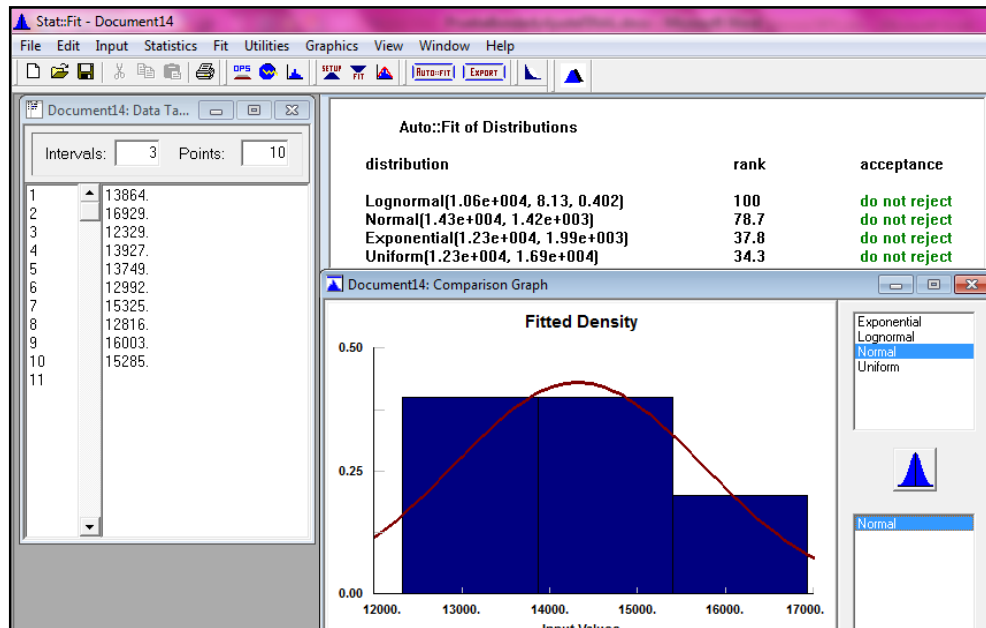 Stat::Fit - Document14
File Edit Input Statistics Fit Utilities Graphics View Window Help
OPS SETUP FIT AUTO::FIT EXPORT
Document14: Data Ta...
Intervals: 3 Points: 10
1 13864.
2 16929.
3 12329.
4 13927.
5 13749.
6 12992.
7 15325.
8 12816.
9 16003.
10 15285.
11
Auto::Fit of Distributions
distribution rank acceptance
Lognormal(1.06e+004, 8.13, 0.402) 100 do not reject
Normal(1.43e+004, 1.42e+003) 78.7 do not reject
Exponential(1.23e+004, 1.99e+003) 37.8 do not reject
Uniform(1.23e+004, 1.69e+004) 34.3 do not reject
Document14: Comparison Graph
Fitted Density
0.50
0.25
0.00
12000. 13000. 14000. 15000. 16000. 17000.
Input Values
Exponential
Lognormal
Normal
Uniform
Normal